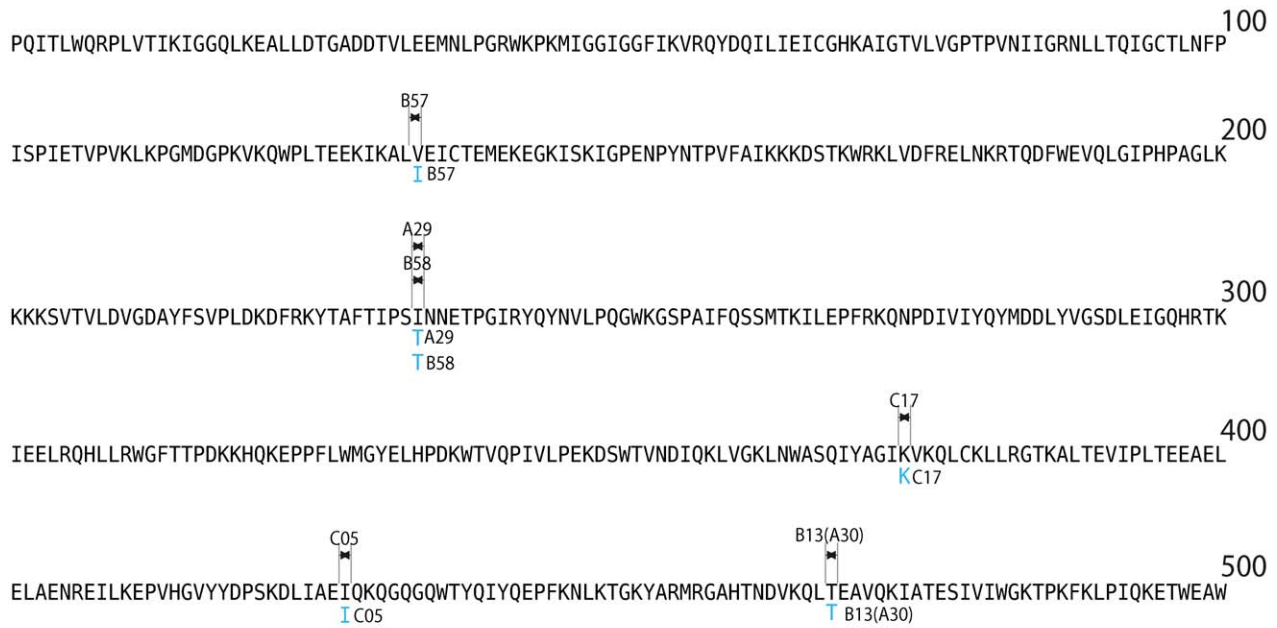 100
PQITLWQRPLVTIKIGGQLKEALLDTGADDTVLEEMNLPGRWKPKMIGGIGGFIKVRQYDQILIEICGHKAIGTVLVGPTPVNIIGRNLLTQIGCTLNFP
B57
200
ISPIETVPVKLKPGMDGPKVKQWPLTEEKIKALVEICTEMEKEGKISKIGPENPYNTPVFAIKKKDSTKWRKLVDFRELNKRTQDFWEVQLGIPHPAGLK
I B57
A29
B58
300
KKKSVTVLDVGDAYFSVPLDKDFRKYTAFTIPSINNETPGIRYQYNVLPQGWKGSPAIFQSSMTKILEPFRKQNPDIVIYQYMDDLYVGSDLEIGQHRTK
T A29
T B58
C17
400
IEELRQHLLRWGFTTPDKKHQKEPPFLWMGYELHPDKWTVQPIVLPEKDSWTVNDIQKLVGKLNWASQIYAGIKVKQLCKLLRGTKALTEVIPLTEEAEL
K C17
C05 B13(A30)
500
ELAENREILKEPVHGVYYDPSKDLIAEIQKQGQGQWTYQIYQEPFKNLKTGKYARMRGAHTNDVKQLTEAVQKIATESIVIWGKTPKFKLPIQKETWEAW
I C05 T B13(A30)